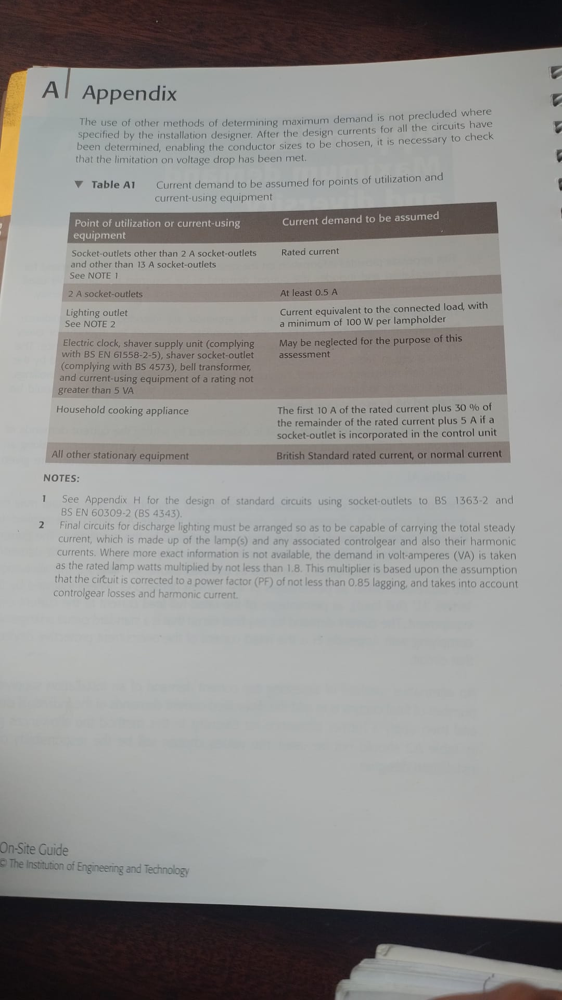 A Appendix
The use of other methods of determining maximum demand is not precluded where
specified by the installation designer. After the design currents for all the circuits have
been determined, enabling the conductor sizes to be chosen, it is necessary to check
that the limitation on voltage drop has been met.
▼ Table A1 Current demand to be assumed for points of utilization and
current-using equipment
Point of utilization or current-using
equipment
Current demand to be assumed
Socket-outlets other than 2 A socket-outlets
and other than 13 A socket-outlets
See NOTE 1
Rated current
2 A socket-outlets
At least 0.5 A
Lighting outlet
See NOTE 2
Current equivalent to the connected load, with
a minimum of 100 W per lampholder
Electric clock, shaver supply unit (complying
with BS EN 61558-2-5), shaver socket-outlet
(complying with BS 4573), bell transformer,
and current-using equipment of a rating not
greater than 5 VA
May be neglected for the purpose of this
assessment
Household cooking appliance
The first 10 A of the rated current plus 30 % of
the remainder of the rated current plus 5 A if a
socket-outlet is incorporated in the control unit
All other stationary equipment
British Standard rated current, or normal current
NOTES:
1 See Appendix H for the design of standard circuits using socket-outlets to BS 1363-2 and
BS EN 60309-2 (BS 4343).
2 Final circuits for discharge lighting must be arranged so as to be capable of carrying the total steady
current, which is made up of the lamp(s) and any associated controlgear and also their harmonic
currents. Where more exact information is not available, the demand in volt-amperes (VA) is taken
as the rated lamp watts multiplied by not less than 1.8. This multiplier is based upon the assumption
that the circuit is corrected to a power factor (PF) of not less than 0.85 lagging, and takes into account
controlgear losses and harmonic current.
On-Site Guide
© The Institution of Engineering and Technology